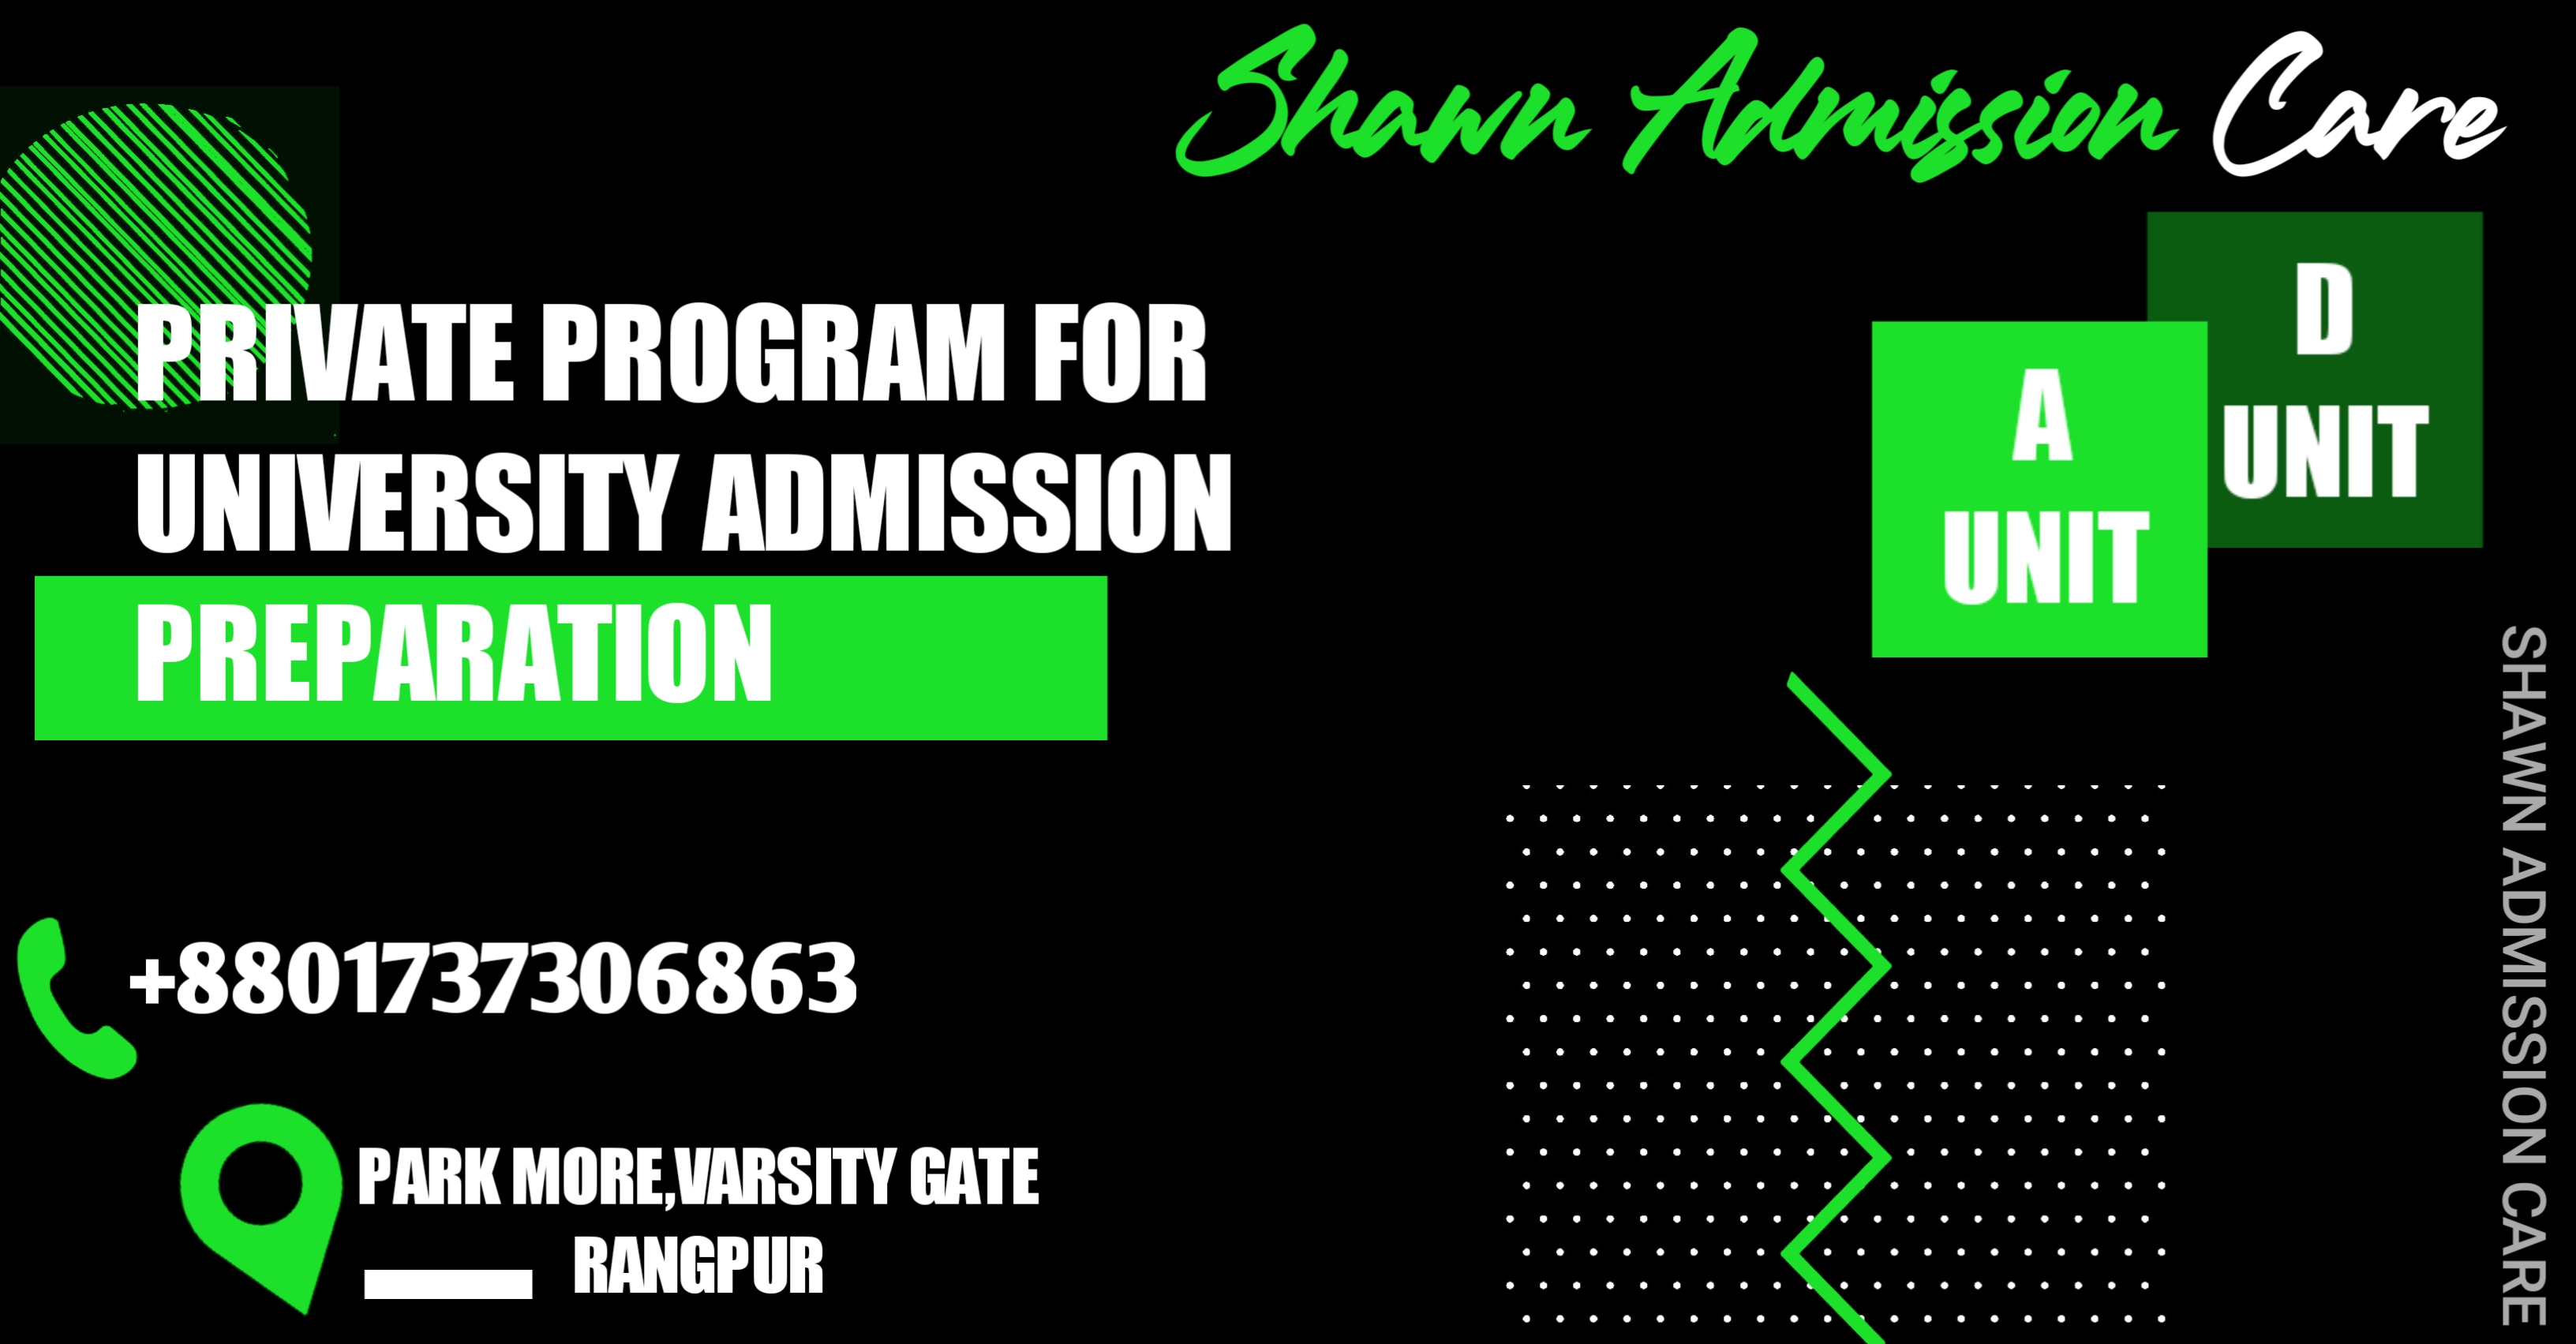 Shawn Admission Care
PRIVATE PROGRAM FOR
UNIVERSITY ADMISSION
PREPARATION
D
UNIT
A
UNIT
+8801737306863
PARK MORE,VARSITY GATE
RANGPUR
SHAWN ADMISSION CARE